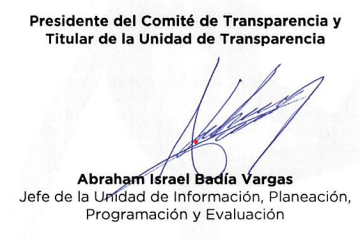 Presidente del Comité de Transparencia y
Titular de la Unidad de Transparencia
Abraham Israel Badía Vargas
Jefe de la Unidad de Información, Planeación,
Programación y Evaluación